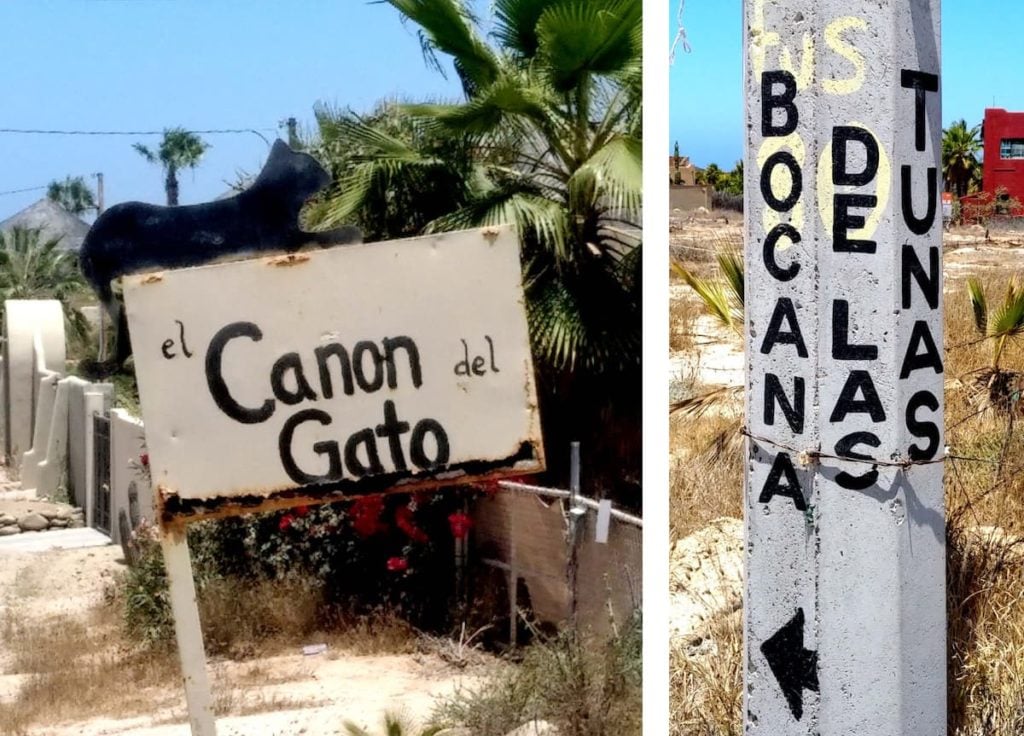 el Canon del
Gato
BOCANA
DE LAS
TUNAS